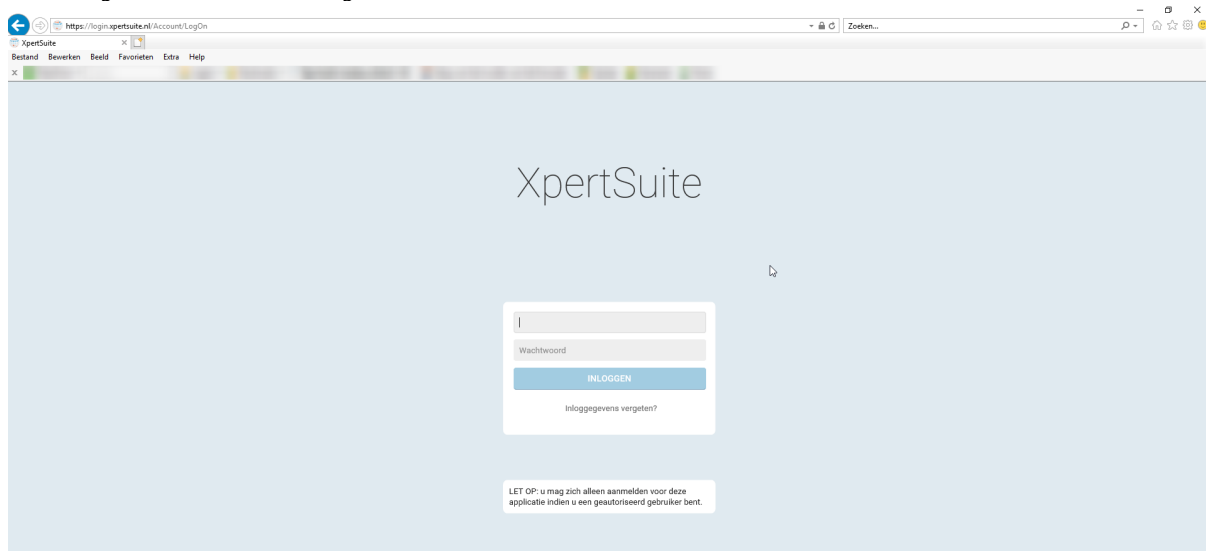 https://login.xpertsuite.nl/Account/LogOn
Zoeken...
XpertSuite
Bestand Bewerken Beeld Favorieten Extra Help
XpertSuite
Wachtwoord
INLOGGEN
Inloggegevens vergeten?
LET OP: u mag zich alleen aanmelden voor deze
applicatie indien u een geautoriseerd gebruiker bent.